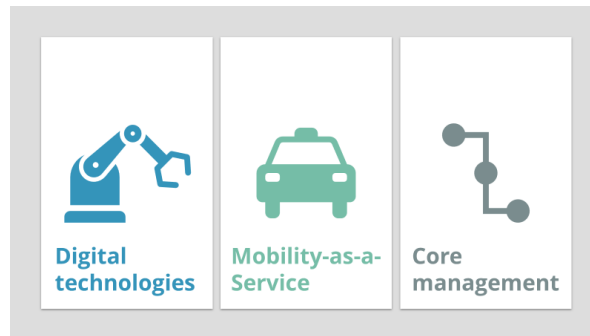 Digital
technologies
Mobility-as-a-
Service
Core
management